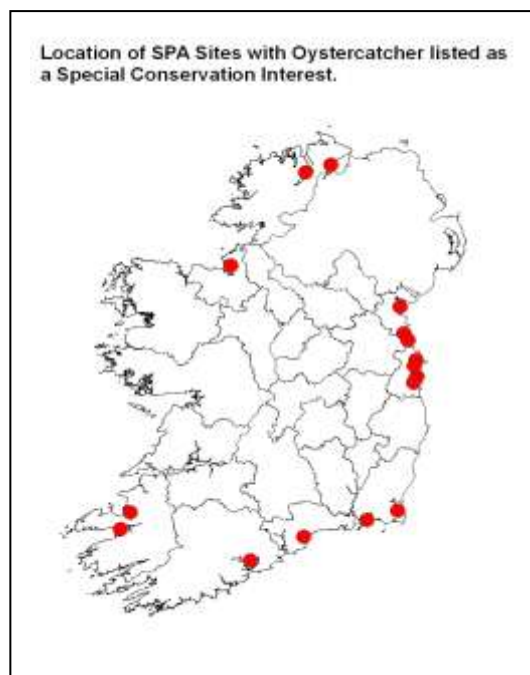 Location of SPA Sites with Oystercatcher listed as
a Special Conservation Interest.